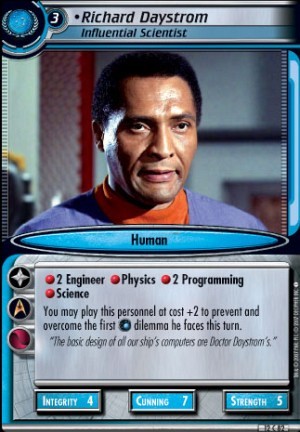 3
•Richard Daystrom
Influential Scientist
Human
2 Engineer Physics 2 Programming
Science
You may play this personnel at cost +2 to prevent and
overcome the first dilemma he faces this turn.
"The basic design of all our ship's computers are Doctor Daystrom's."
INTEGRITY 4 CUNNING 7 STRENGTH 5